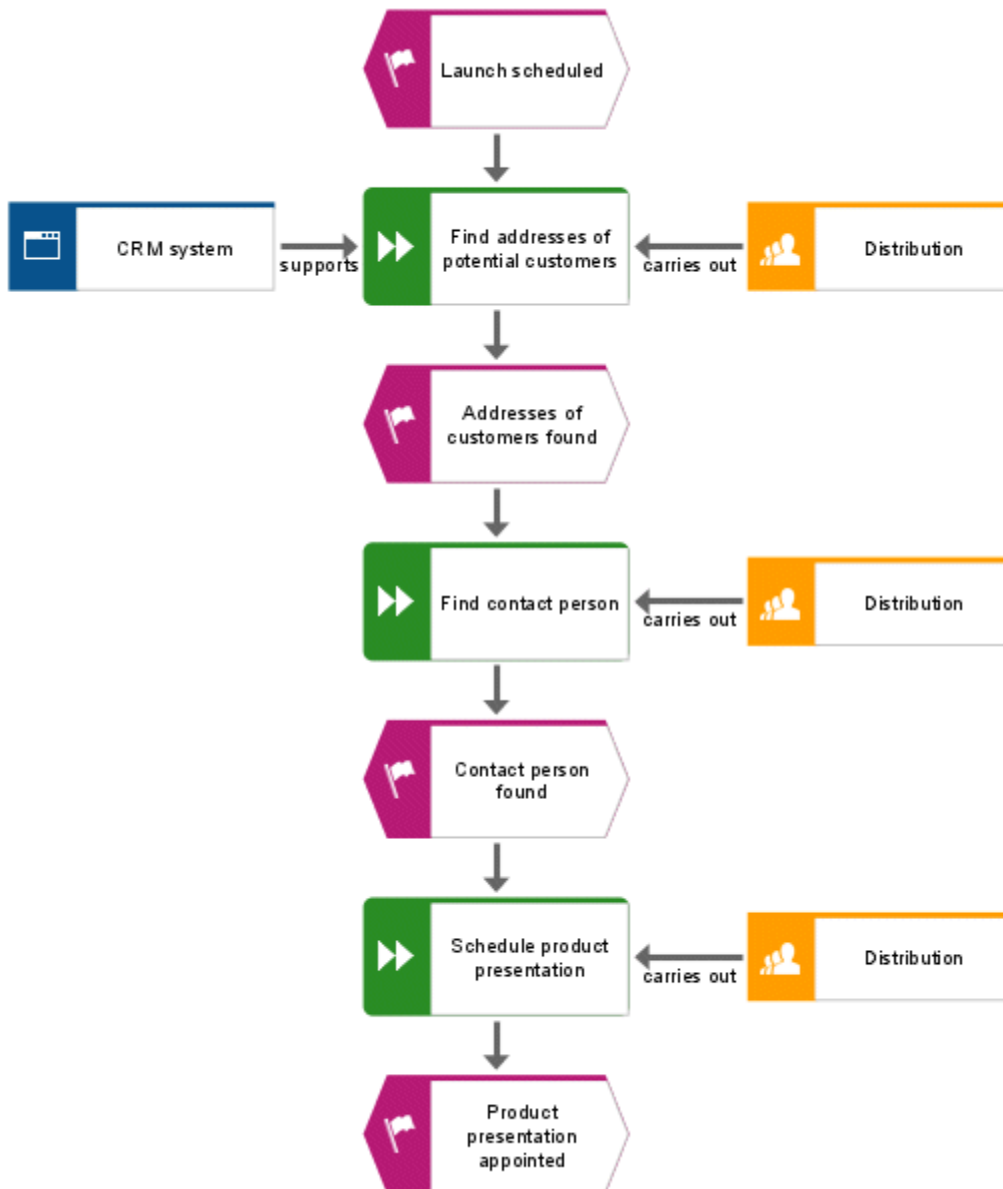 Launch scheduled
CRM system
supports
Find addresses of
potential customers
carries out
Distribution
Addresses of
customers found
Find contact person
carries out
Distribution
Contact person
found
Schedule product
presentation
carries out
Distribution
Product
presentation
appointed